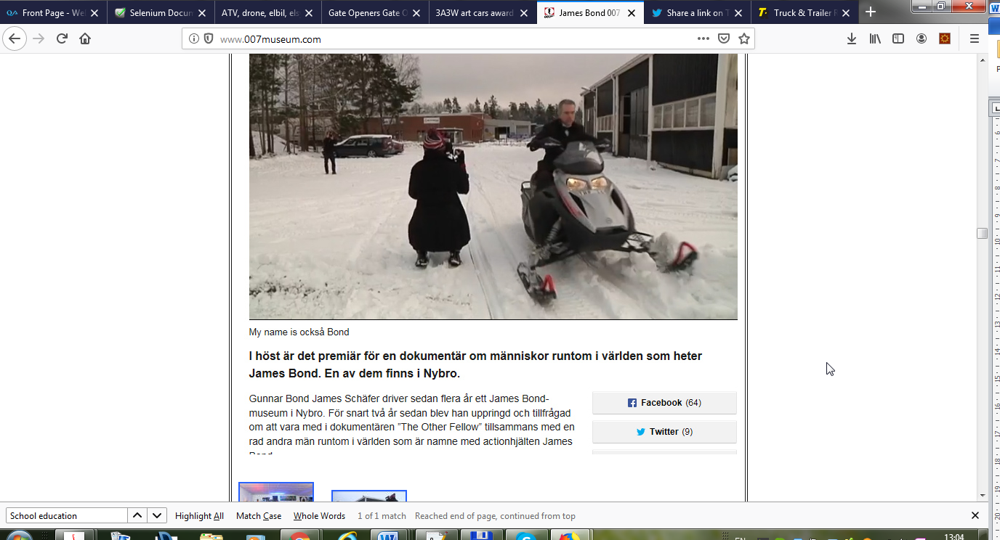 Front Page - Wel
Selenium Docum
ATV, drone, elbil, els
Gate Openers Gate O
3A3W art cars award
James Bond 007
Share a link on T
Truck & Trailer P
www.007museum.com
My name is också Bond
I höst är det premiär för en dokumentär om människor runtom i världen som heter
James Bond. En av dem finns i Nybro.
Gunnar Bond James Schäfer driver sedan flera år ett James Bond-
museum i Nybro. För snart två år sedan blev han uppringd och tillfrågad
om att vara med i dokumentären ”The Other Fellow” tillsammans med en
rad andra män runtom i världen som är namne med actionhjälten James
Bond
Facebook (64)
Twitter (9)
School education
Highlight All
Match Case
Whole Words
1 of 1 match
Reached end of page, continued from top
EN
13:04